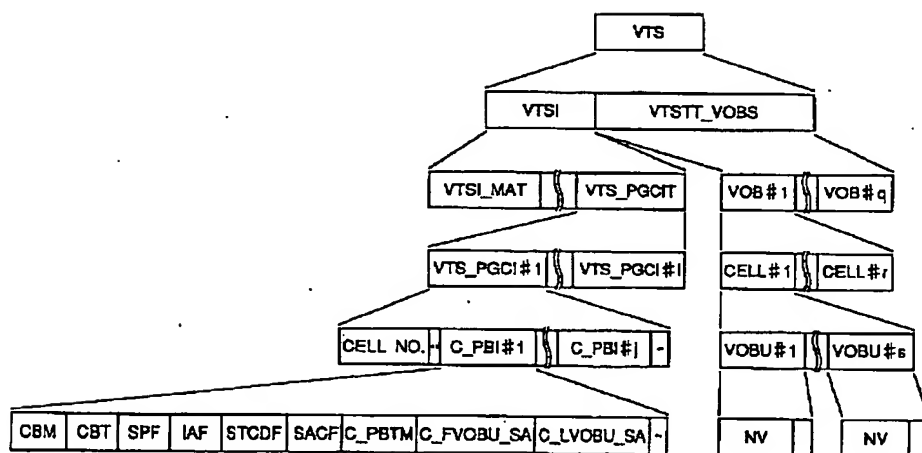 VTS
VTSI VTSTT_VOBS
VTSI_MAT VTS_PGCIT VOB#1 VOB#q
VTS_PGCI#1 VTS_PGCI#i CELL#1 CELL#r
CELL NO. -- C_PBI#1 C_PBI#j - VOBU#1 VOBU#s
CBM CBT SPF IAF STCDF SACF C_PBTM C_FVOBU_SA C_LVOBU_SA - NV NV